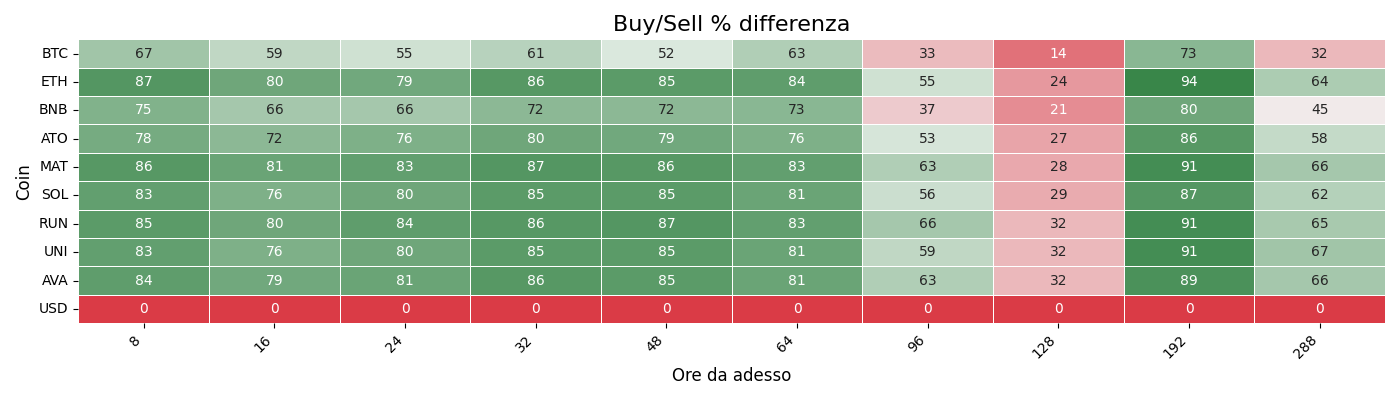 Buy/Sell % differenza
Coin
BTC 67 59 55 61 52 63 33 14 73 32
ETH 87 80 79 86 85 84 55 24 94 64
BNB 75 66 66 72 72 73 37 21 80 45
ATO 78 72 76 80 79 76 53 27 86 58
MAT 86 81 83 87 86 83 63 28 91 66
SOL 83 76 80 85 85 81 56 29 87 62
RUN 85 80 84 86 87 83 66 32 91 65
UNI 83 76 80 85 85 81 59 32 91 67
AVA 84 79 81 86 85 81 63 32 89 66
USD 0 0 0 0 0 0 0 0 0 0
8 16 24 32 48 64 96 128 192 288
Ore da adesso